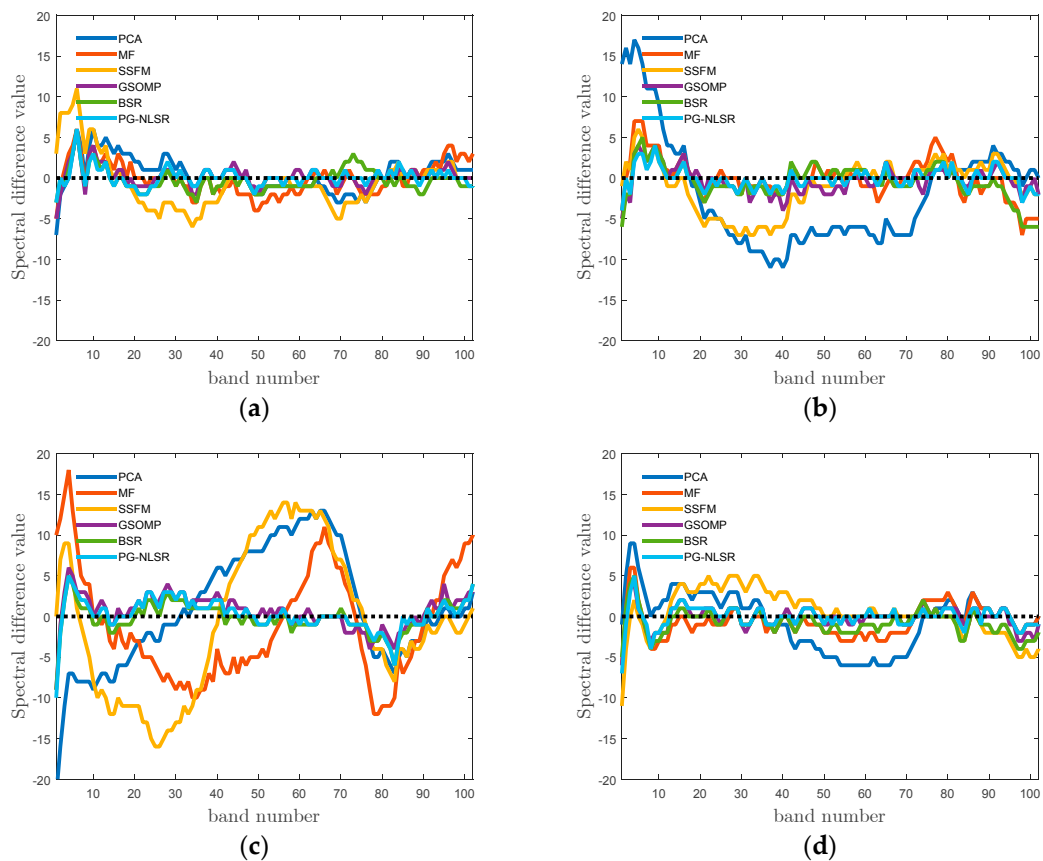 20
15
10
5
0
-5
-10
-15
-20
Spectral difference value
PCA
MF
SSFM
GSOMP
BSR
PG-NLSR
10 20 30 40 50 60 70 80 90 100
band number
(a)
20
15
10
5
0
-5
-10
-15
-20
Spectral difference value
PCA
MF
SSFM
GSOMP
BSR
PG-NLSR
10 20 30 40 50 60 70 80 90 100
band number
(b)
20
15
10
5
0
-5
-10
-15
-20
Spectral difference value
PCA
MF
SSFM
GSOMP
BSR
PG-NLSR
10 20 30 40 50 60 70 80 90 100
band number
(c)
20
15
10
5
0
-5
-10
-15
-20
Spectral difference value
PCA
MF
SSFM
GSOMP
BSR
PG-NLSR
10 20 30 40 50 60 70 80 90 100
band number
(d)